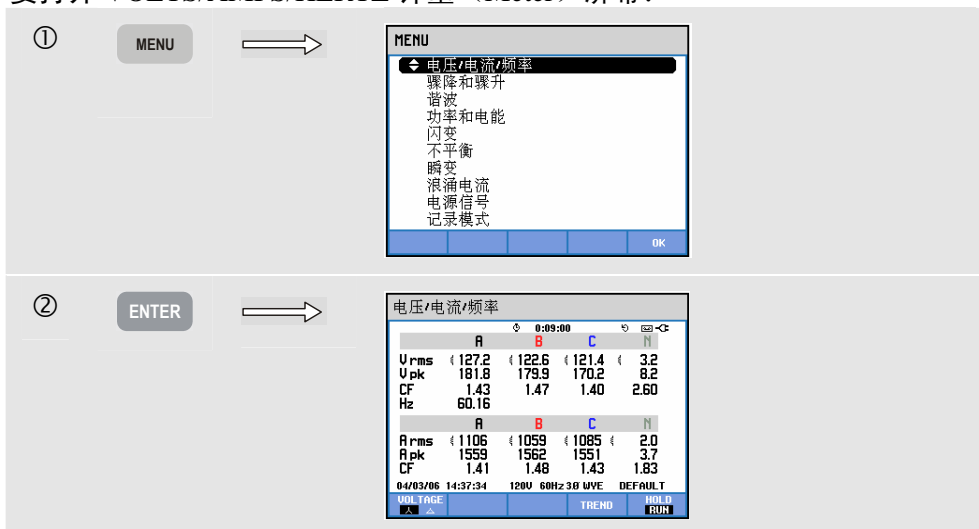 要打开 VOLTS/AMPS/HERTZ 计量（Meter）屏幕：
① MENU
MENU
电压/电流/频率
骤降和骤升
谐波
功率和电能
闪变
不平衡
瞬变
浪涌电流
电源信号
记录模式
OK
② ENTER
电压/电流/频率
0:09:00
A B C N
V rms 127.2 122.6 121.4 3.2
V pk 181.8 179.9 170.2 8.2
CF 1.43 1.47 1.40 2.60
Hz 60.16
A B C N
A rms 1106 1059 1085 2.0
A pk 1559 1562 1551 3.7
CF 1.41 1.48 1.43 1.83
04/03/06 14:37:34 120V 60Hz 3Ø WYE DEFAULT
VOLTAGE TREND HOLD
RUN